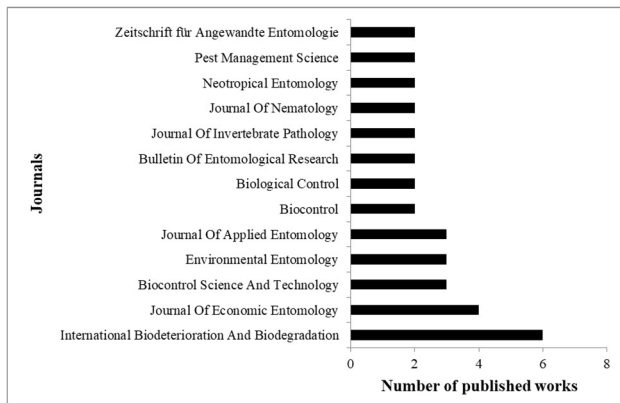 Journals
Zeitschrift für Angewandte Entomologie
Pest Management Science
Neotropical Entomology
Journal Of Nematology
Journal Of Invertebrate Pathology
Bulletin Of Entomological Research
Biological Control
Biocontrol
Journal Of Applied Entomology
Environmental Entomology
Biocontrol Science And Technology
Journal Of Economic Entomology
International Biodeterioration And Biodegradation
0 2 4 6 8
Number of published works